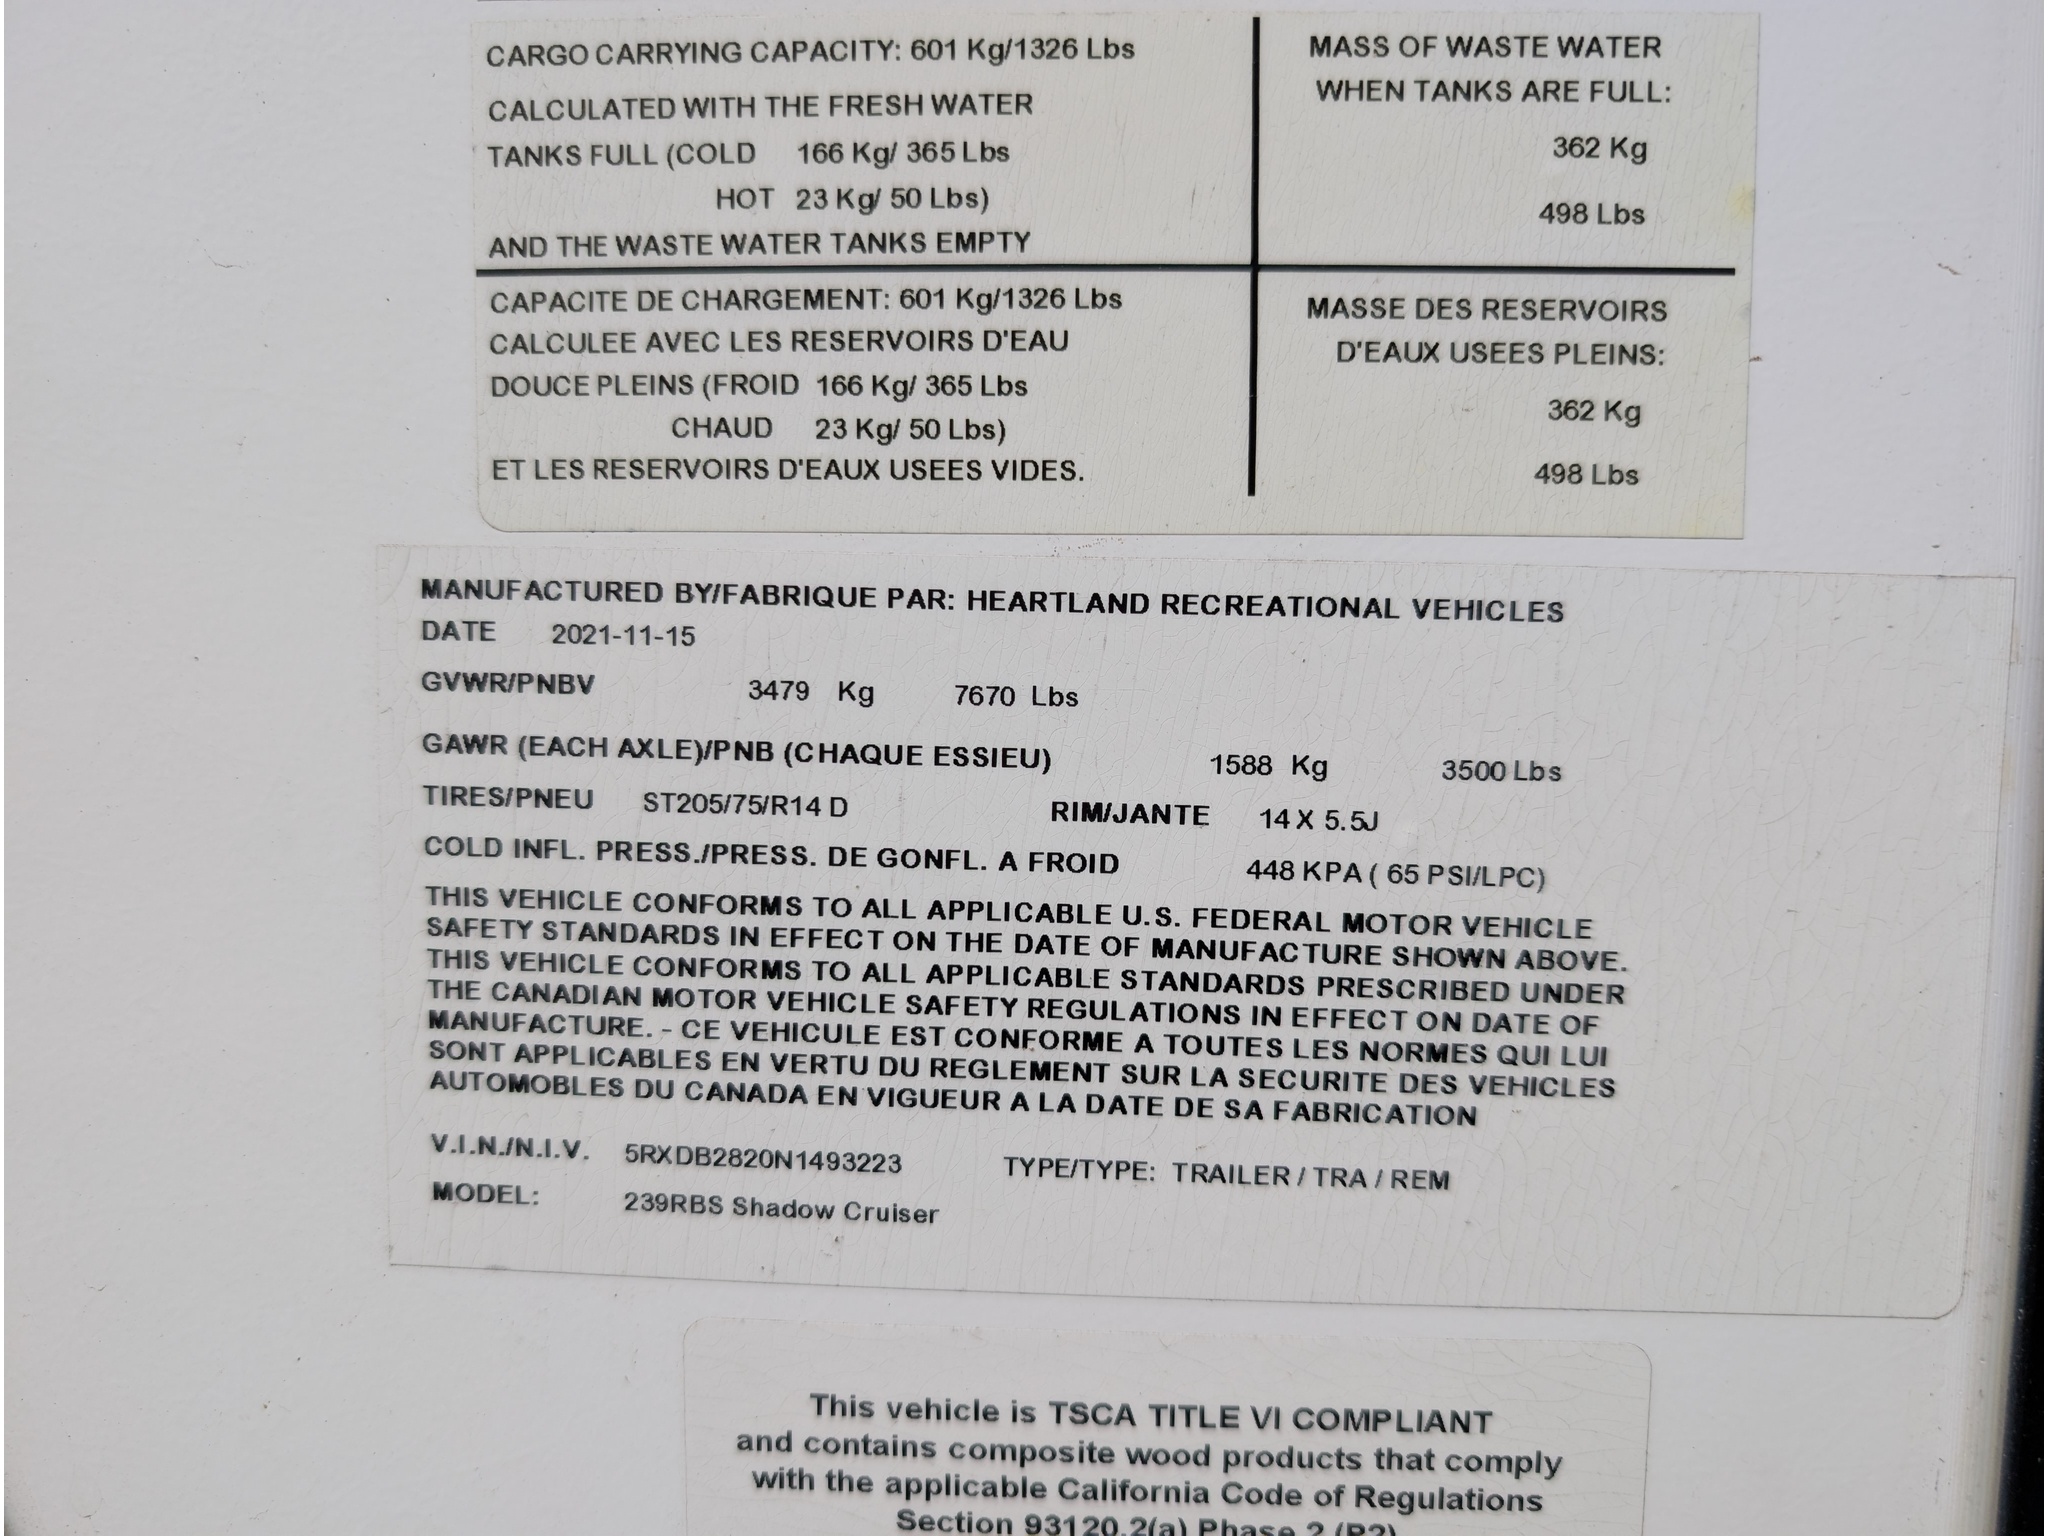 CARGO CARRYING CAPACITY: 601 Kg/1326 Lbs
CALCULATED WITH THE FRESH WATER
TANKS FULL (COLD 166 Kg/ 365 Lbs
HOT 23 Kg/ 50 Lbs)
AND THE WASTE WATER TANKS EMPTY
MASS OF WASTE WATER
WHEN TANKS ARE FULL:
362 Kg
498 Lbs
CAPACITE DE CHARGEMENT: 601 Kg/1326 Lbs
CALCULEE AVEC LES RESERVOIRS D'EAU
DOUCE PLEINS (FROID 166 Kg/ 365 Lbs
CHAUD 23 Kg/ 50 Lbs)
ET LES RESERVOIRS D'EAUX USEES VIDES.
MASSE DES RESERVOIRS
D'EAUX USEES PLEINS:
362 Kg
498 Lbs
MANUFACTURED BY/FABRIQUE PAR: HEARTLAND RECREATIONAL VEHICLES
DATE 2021-11-15
GVWR/PNBV 3479 Kg 7670 Lbs
GAWR (EACH AXLE)/PNB (CHAQUE ESSIEU) 1588 Kg 3500 Lbs
TIRES/PNEU ST205/75/R14 D RIM/JANTE 14 X 5.5J
COLD INFL. PRESS./PRESS. DE GONFL. A FROID 448 KPA ( 65 PSI/LPC)
THIS VEHICLE CONFORMS TO ALL APPLICABLE U.S. FEDERAL MOTOR VEHICLE
SAFETY STANDARDS IN EFFECT ON THE DATE OF MANUFACTURE SHOWN ABOVE.
THIS VEHICLE CONFORMS TO ALL APPLICABLE STANDARDS PRESCRIBED UNDER
THE CANADIAN MOTOR VEHICLE SAFETY REGULATIONS IN EFFECT ON DATE OF
MANUFACTURE. - CE VEHICULE EST CONFORME A TOUTES LES NORMES QUI LUI
SONT APPLICABLES EN VERTU DU REGLEMENT SUR LA SECURITE DES VEHICLES
AUTOMOBLES DU CANADA EN VIGUEUR A LA DATE DE SA FABRICATION
V.I.N./N.I.V. 5RXDB2820N1493223 TYPE/TYPE: TRAILER / TRA / REM
MODEL: 239RBS Shadow Cruiser
This vehicle is TSCA TITLE VI COMPLIANT
and contains composite wood products that comply
with the applicable California Code of Regulations
Section 93120.2(a) Phase 2 (P2)